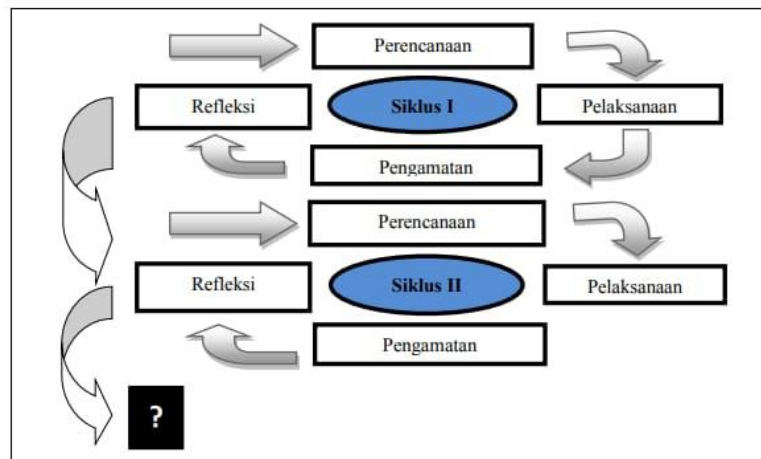 Perencanaan
Refleksi
Siklus I
Pelaksanaan
Pengamatan
Perencanaan
Refleksi
Siklus II
Pelaksanaan
Pengamatan
?